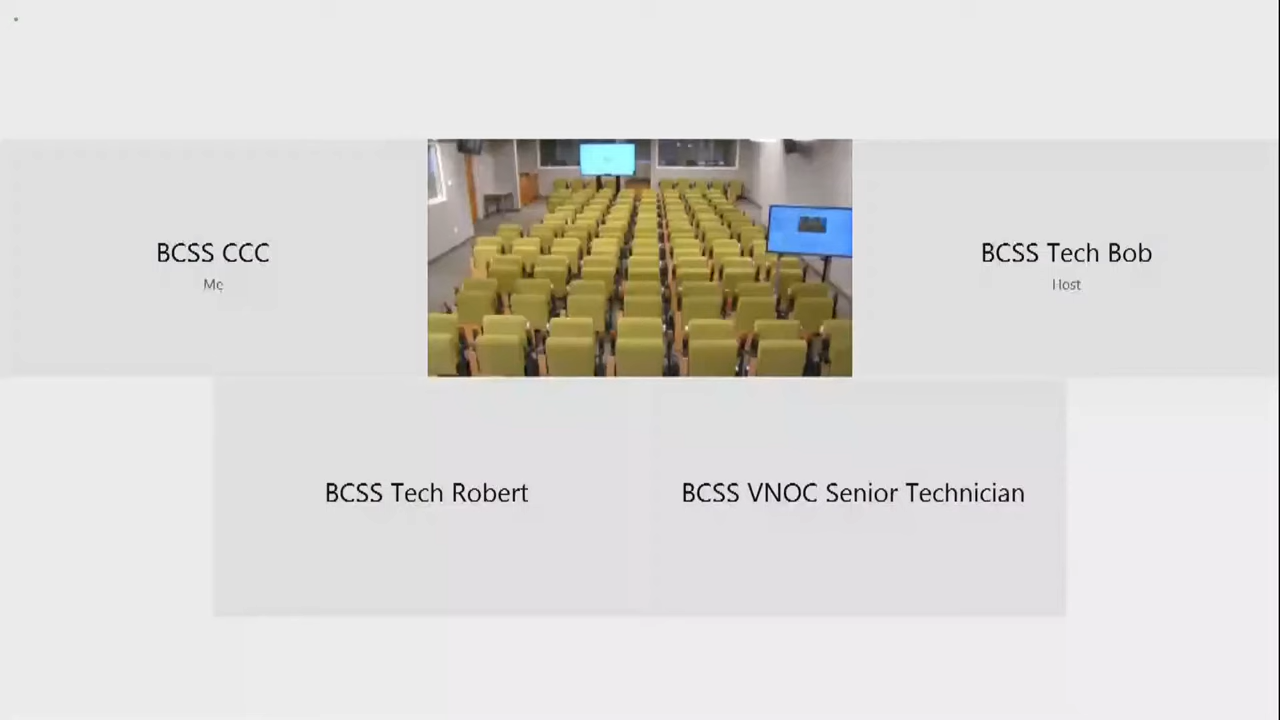 BCSS CCC
Me
BCSS Tech Bob
Host
BCSS Tech Robert
BCSS VNOC Senior Technician